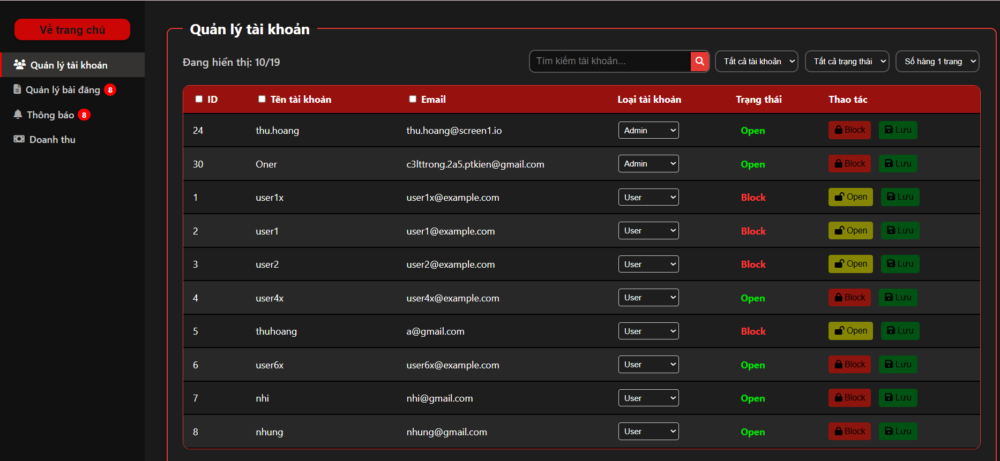 Về trang chủ
Quản lý tài khoản
Quản lý bài đăng 8
Thông báo 8
Doanh thu
Quản lý tài khoản
Đang hiển thị: 10/19
Tìm kiếm tài khoản...
Tất cả tài khoản
Tất cả trạng thái
Số hàng 1 trang
ID Tên tài khoản Email Loại tài khoản Trạng thái Thao tác
24 thu.hoang thu.hoang@screen1.io Admin Open Block Lưu
30 Oner c3lttrong.2a5.ptkien@gmail.com Admin Open Block Lưu
1 user1x user1x@example.com User Block Open Lưu
2 user1 user1@example.com User Block Open Lưu
3 user2 user2@example.com User Block Open Lưu
4 user4x user4x@example.com User Open Block Lưu
5 thuhoang a@gmail.com User Block Open Lưu
6 user6x user6x@example.com User Open Block Lưu
7 nhi nhi@gmail.com User Open Block Lưu
8 nhung nhung@gmail.com User Open Block Lưu